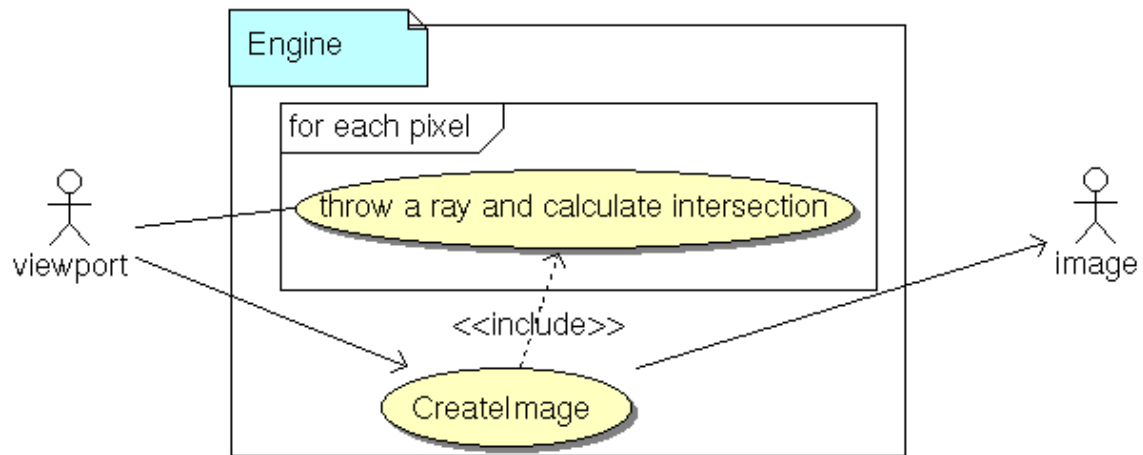 Engine
for each pixel
throw a ray and calculate intersection
viewport
image
<<include>>
CreateImage